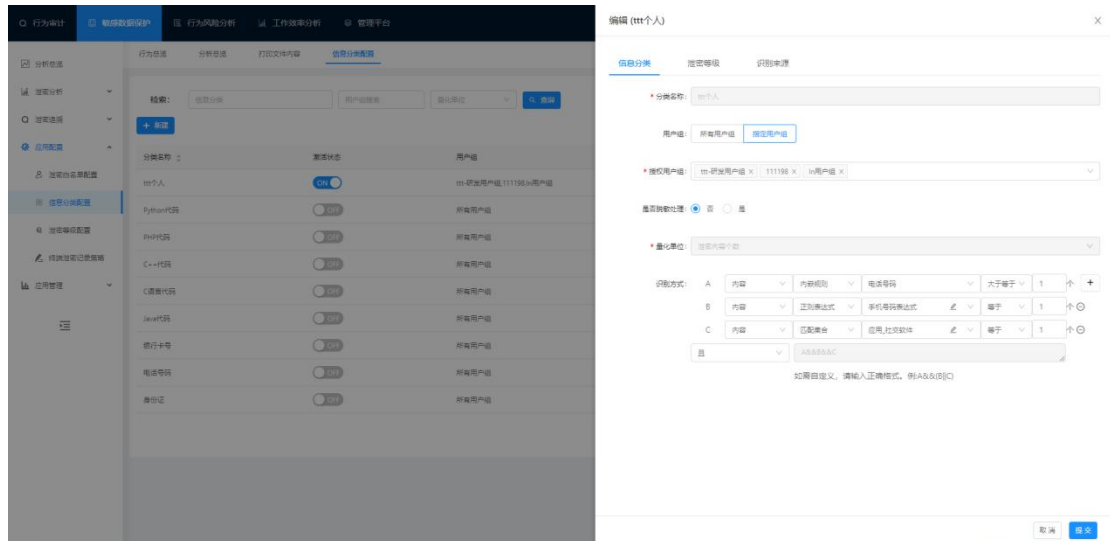 行为审计 敏感数据保护 行为风险分析 工作效率分析 管理平台
分析总览
泄密分析
泄密追溯
应用配置
泄密白名单配置
信息分类配置
泄密等级配置
终端泄密记录策略
应用管理
行为总览 分析总览 打印文件内容 信息分类配置
检索: 信息分类 用户组搜索 量化单位 查询
+ 新建
分类名称 激活状态 用户组
ttt个人 ON ttt-研发用户组,111198,ln用户组
Python代码 OFF 所有用户组
PHP代码 OFF 所有用户组
C++代码 OFF 所有用户组
C语言代码 OFF 所有用户组
Java代码 OFF 所有用户组
银行卡号 OFF 所有用户组
电话号码 OFF 所有用户组
身份证 OFF 所有用户组
编辑 (ttt个人)
信息分类 泄密等级 识别来源
* 分类名称: ttt个人
用户组: 所有用户组 指定用户组
* 授权用户组: ttt-研发用户组 × 111198 × ln用户组 ×
是否脱敏处理: 否 是
* 量化单位: 泄密内容个数
识别方式: A 内容 内嵌规则 电话号码 大于等于 1 个 +
B 内容 正则表达式 手机号码表达式 等于 1 个
C 内容 匹配集合 应用_社交软件 等于 1 个
且 A&&B&&C
如需自定义，请输入正确格式。例:A&&(B||C)
取消 提交